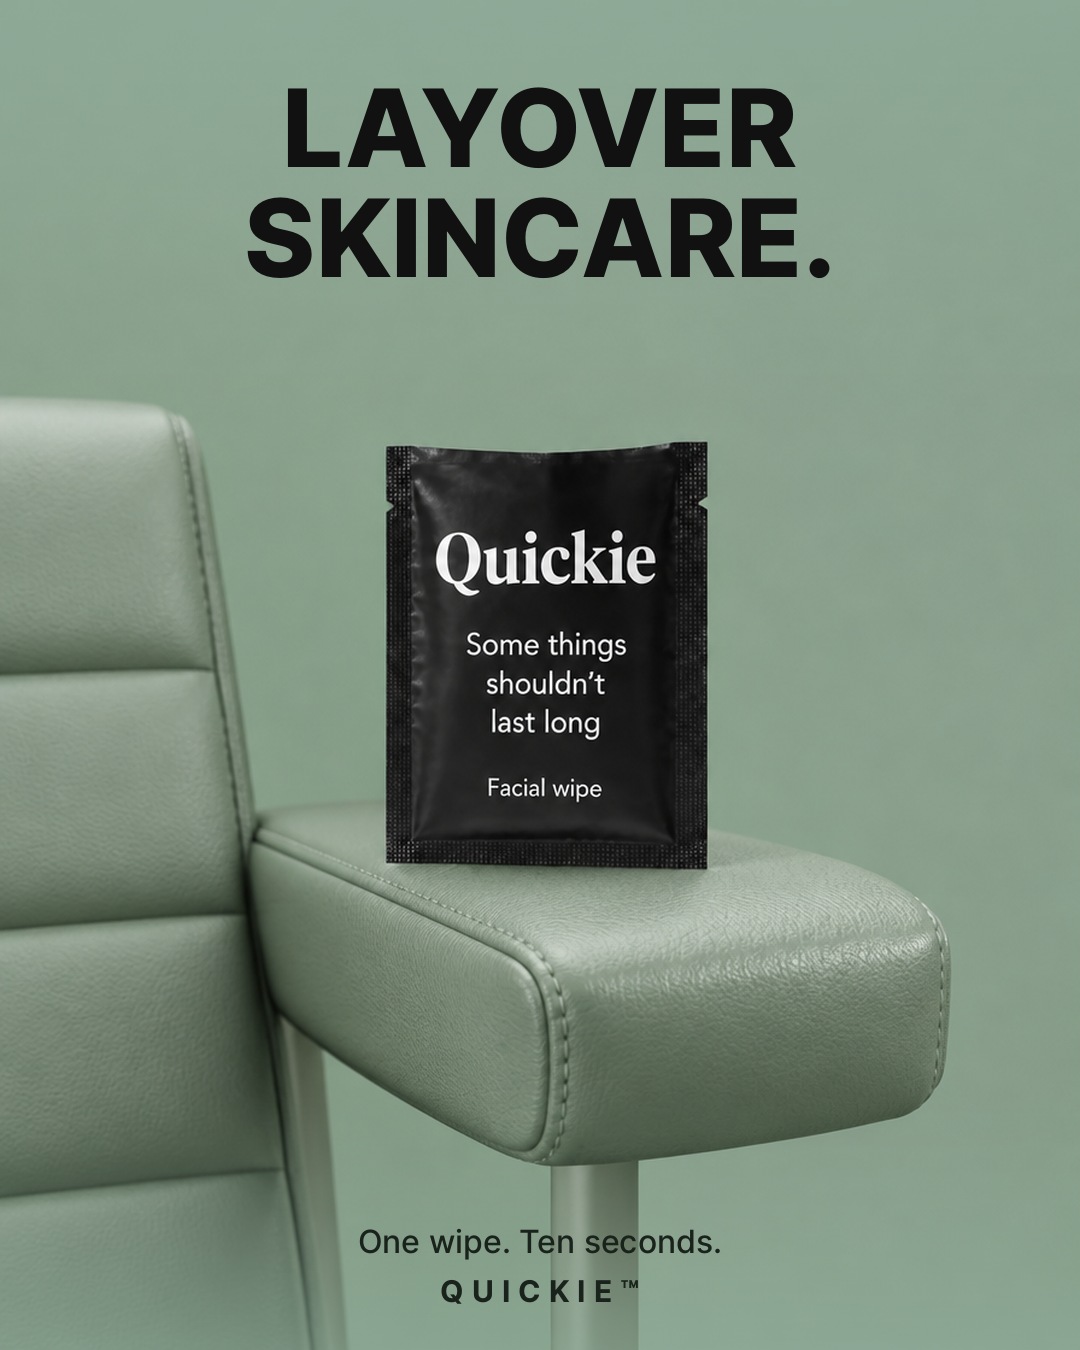 LAYOVER
SKINCARE.
Quickie
Some things
shouldn’t
last long
Facial wipe
One wipe. Ten seconds.
QUICKIE™